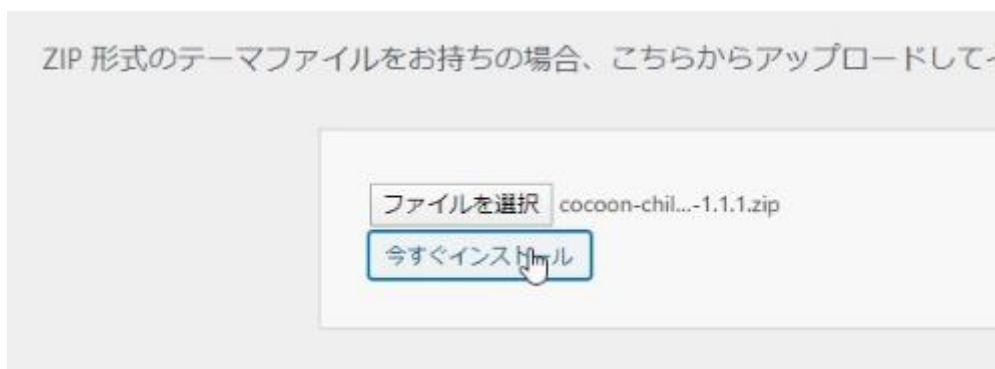 ZIP 形式のテーマファイルをお持ちの場合、こちらからアップロードして
ファイルを選択 cocoon-chil...-1.1.1.zip
今すぐインストール